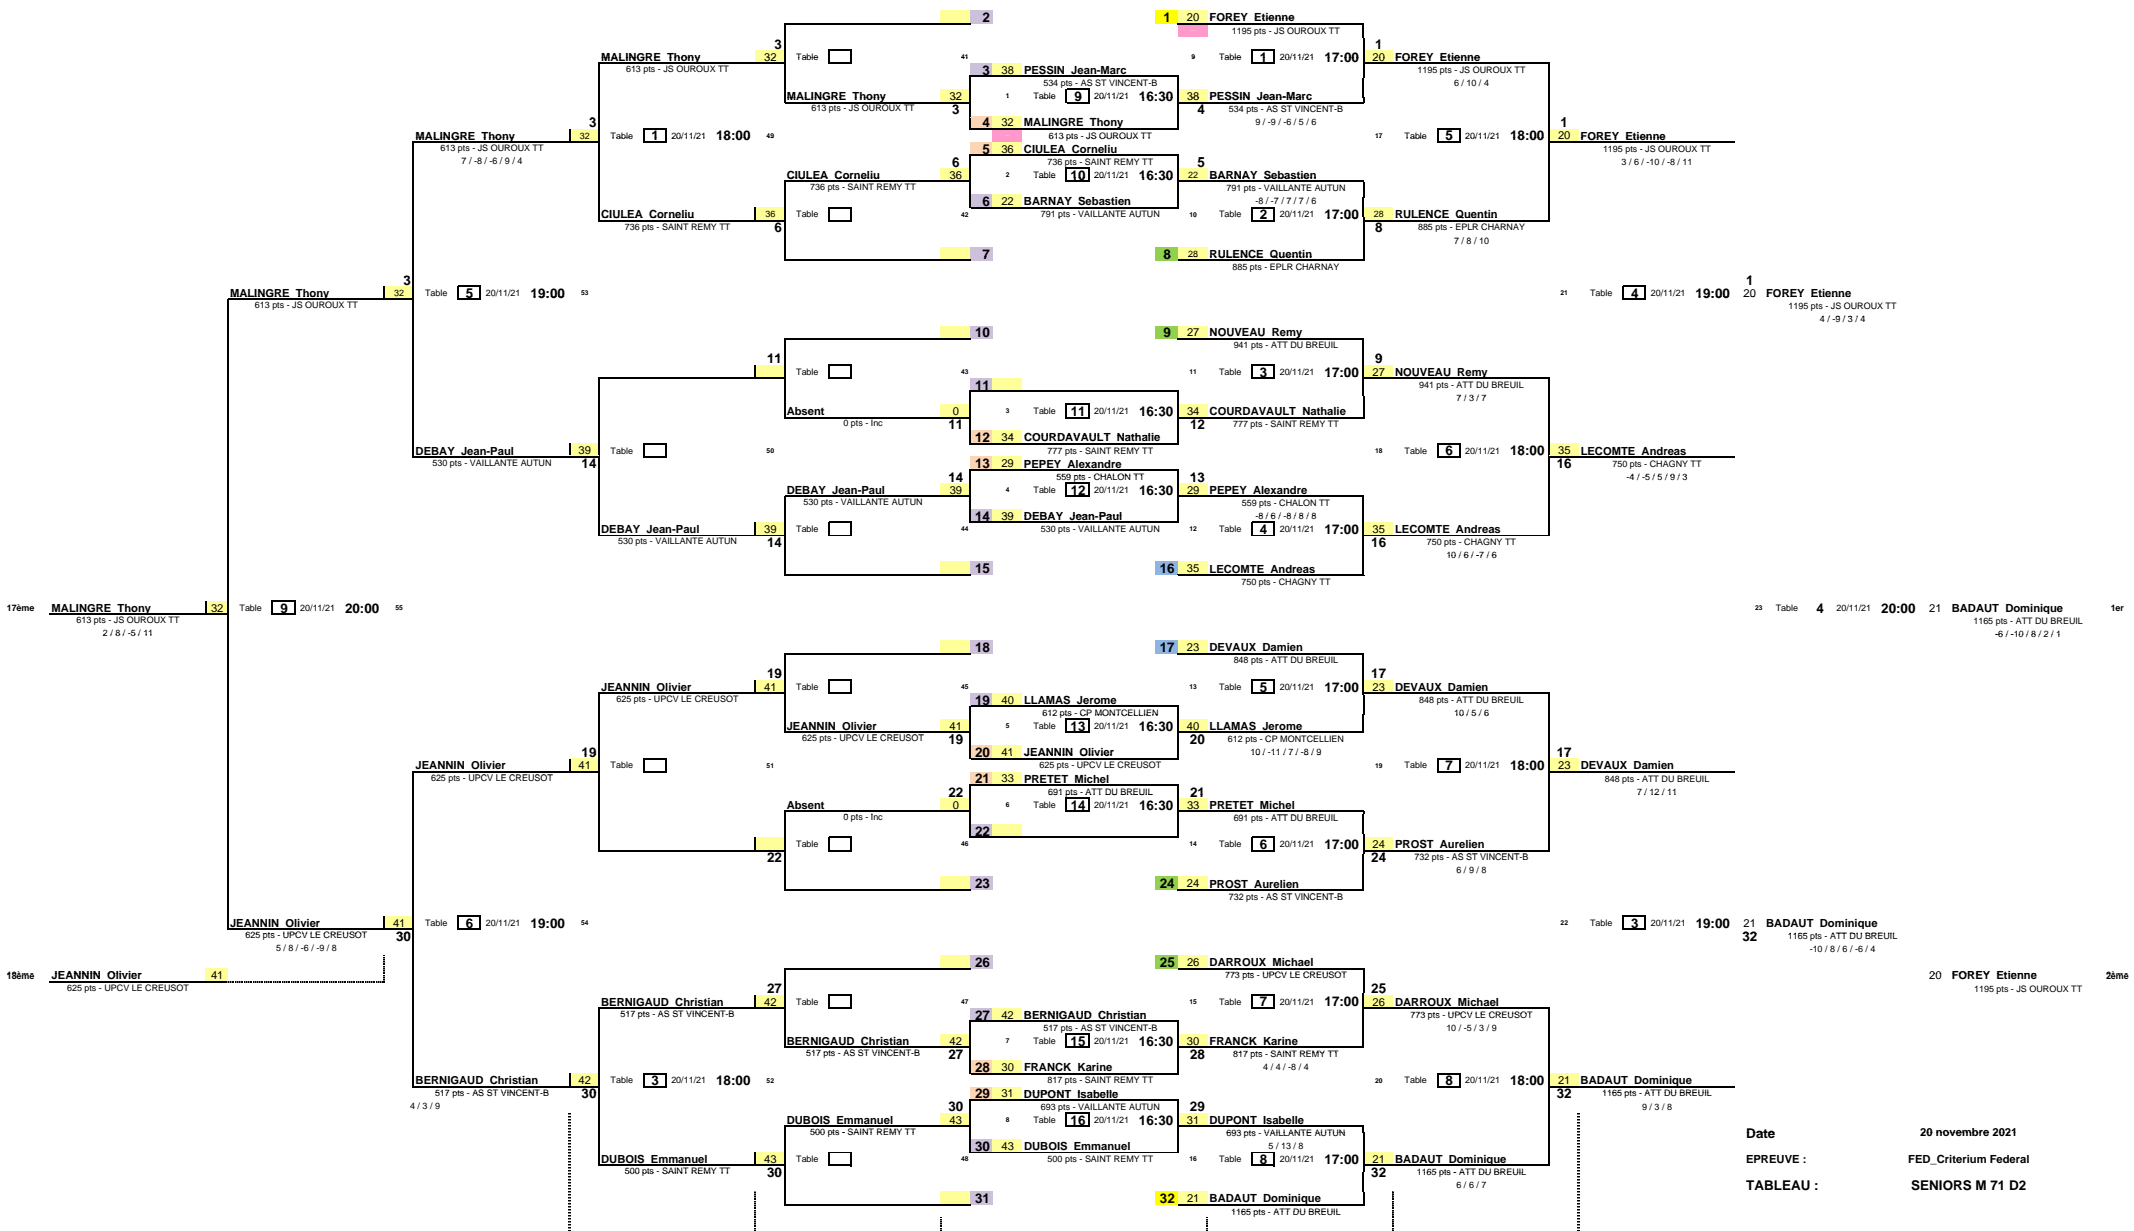 2 1 20 FOREY Etienne
3 1195 pts - JS OUROUX TT 1
MALINGRE Thony 32 Table 41 9 Table 1 20/11/21 17:00 20 FOREY Etienne
613 pts - JS OUROUX TT 3 38 PESSIN Jean-Marc 1195 pts - JS OUROUX TT
534 pts - AS ST VINCENT-B 6 / 10 / 4
MALINGRE Thony 32 1 Table 9 20/11/21 16:30 38 PESSIN Jean-Marc
613 pts - JS OUROUX TT 3 4 534 pts - AS ST VINCENT-B
3 4 32 MALINGRE Thony 9 / -9 / -6 / 5 / 6 1
MALINGRE Thony 32 Table 1 20/11/21 18:00 49 613 pts - JS OUROUX TT 17 Table 5 20/11/21 18:00 20 FOREY Etienne
613 pts - JS OUROUX TT 5 36 CIULEA Corneliu 1195 pts - JS OUROUX TT
7 / -8 / -6 / 9 / 4 6 736 pts - SAINT REMY TT 5 3 / 6 / -10 / -8 / 11
CIULEA Corneliu 36 2 Table 10 20/11/21 16:30 22 BARNAY Sebastien
736 pts - SAINT REMY TT 791 pts - VAILLANTE AUTUN
6 22 BARNAY Sebastien -8 / -7 / 7 / 7 / 6
CIULEA Corneliu 36 Table 42 791 pts - VAILLANTE AUTUN 10 Table 2 20/11/21 17:00 28 RULENCE Quentin
736 pts - SAINT REMY TT 6 8 885 pts - EPLR CHARNAY
7 / 8 / 10
7 8 28 RULENCE Quentin
885 pts - EPLR CHARNAY
3 1
MALINGRE Thony 32 Table 5 20/11/21 19:00 53 21 Table 4 20/11/21 19:00 20 FOREY Etienne
613 pts - JS OUROUX TT 1195 pts - JS OUROUX TT
4 / -9 / 3 / 4
10 9 27 NOUVEAU Remy
941 pts - ATT DU BREUIL
11 9
Table 43 11 Table 3 20/11/21 17:00 27 NOUVEAU Remy
11 941 pts - ATT DU BREUIL
7 / 3 / 7
Absent 0 3 Table 11 20/11/21 16:30 34 COURDAVAULT Nathalie
0 pts - Inc 11 12 777 pts - SAINT REMY TT
12 34 COURDAVAULT Nathalie
DEBAY Jean-Paul 39 Table 50 777 pts - SAINT REMY TT 18 Table 6 20/11/21 18:00 35 LECOMTE Andreas
530 pts - VAILLANTE AUTUN 14 13 29 PEPEY Alexandre 16 750 pts - CHAGNY TT
14 559 pts - CHALON TT 13 -4 / -5 / 5 / 9 / 3
DEBAY Jean-Paul 39 4 Table 12 20/11/21 16:30 29 PEPEY Alexandre
530 pts - VAILLANTE AUTUN 559 pts - CHALON TT
14 39 DEBAY Jean-Paul -8 / 6 / -8 / 8 / 8
DEBAY Jean-Paul 39 Table 44 530 pts - VAILLANTE AUTUN 12 Table 4 20/11/21 17:00 35 LECOMTE Andreas
530 pts - VAILLANTE AUTUN 14 16 750 pts - CHAGNY TT
10 / 6 / -7 / 6
15 16 35 LECOMTE Andreas
750 pts - CHAGNY TT
17ème MALINGRE Thony 32 Table 9 20/11/21 20:00 55 23 Table 4 20/11/21 20:00 21 BADAUT Dominique 1er
613 pts - JS OUROUX TT 1165 pts - ATT DU BREUIL
2 / 8 / -5 / 11 -6 / -10 / 8 / 2 / 1
18 17 23 DEVAUX Damien
848 pts - ATT DU BREUIL
19 17
JEANNIN Olivier 41 Table 45 13 Table 5 20/11/21 17:00 23 DEVAUX Damien
625 pts - UPCV LE CREUSOT 19 40 LLAMAS Jerome 848 pts - ATT DU BREUIL
612 pts - CP MONTCELLIEN 10 / 5 / 6
JEANNIN Olivier 41 5 Table 13 20/11/21 16:30 40 LLAMAS Jerome
625 pts - UPCV LE CREUSOT 19 20 612 pts - CP MONTCELLIEN
19 20 41 JEANNIN Olivier 10 / -11 / 7 / -8 / 9 17
JEANNIN Olivier 41 Table 51 625 pts - UPCV LE CREUSOT 19 Table 7 20/11/21 18:00 23 DEVAUX Damien
625 pts - UPCV LE CREUSOT 21 33 PRETET Michel 848 pts - ATT DU BREUIL
22 691 pts - ATT DU BREUIL 21 7 / 12 / 11
Absent 0 6 Table 14 20/11/21 16:30 33 PRETET Michel
0 pts - Inc 691 pts - ATT DU BREUIL
22
Table 46 14 Table 6 20/11/21 17:00 24 PROST Aurelien
22 24 732 pts - AS ST VINCENT-B
6 / 9 / 8
23 24 24 PROST Aurelien
732 pts - AS ST VINCENT-B
JEANNIN Olivier 41 Table 6 20/11/21 19:00 54 22 Table 3 20/11/21 19:00 21 BADAUT Dominique
625 pts - UPCV LE CREUSOT 30 32 1165 pts - ATT DU BREUIL
5 / 8 / -6 / -9 / 8 -10 / 8 / 6 / -6 / 4
26 25 26 DARROUX Michael
18ème JEANNIN Olivier 41 773 pts - UPCV LE CREUSOT 20 FOREY Etienne 2ème
625 pts - UPCV LE CREUSOT 27 25 1195 pts - JS OUROUX TT
BERNIGAUD Christian 42 Table 47 15 Table 7 20/11/21 17:00 26 DARROUX Michael
517 pts - AS ST VINCENT-B 27 42 BERNIGAUD Christian 773 pts - UPCV LE CREUSOT
517 pts - AS ST VINCENT-B 10 / -5 / 3 / 9
BERNIGAUD Christian 42 7 Table 15 20/11/21 16:30 30 FRANCK Karine
517 pts - AS ST VINCENT-B 27 28 817 pts - SAINT REMY TT
28 30 FRANCK Karine 4 / 4 / -8 / 4
BERNIGAUD Christian 42 Table 3 20/11/21 18:00 52 817 pts - SAINT REMY TT 20 Table 8 20/11/21 18:00 21 BADAUT Dominique
517 pts - AS ST VINCENT-B 30 29 31 DUPONT Isabelle 32 1165 pts - ATT DU BREUIL
4 / 3 / 9 30 693 pts - VAILLANTE AUTUN 29 9 / 3 / 8
DUBOIS Emmanuel 43 8 Table 16 20/11/21 16:30 31 DUPONT Isabelle
500 pts - SAINT REMY TT 693 pts - VAILLANTE AUTUN Date 20 novembre 2021
30 43 DUBOIS Emmanuel 5 / 13 / 8
DUBOIS Emmanuel 43 Table 48 500 pts - SAINT REMY TT 16 Table 8 20/11/21 17:00 21 BADAUT Dominique EPREUVE : FED_Criterium Federal
500 pts - SAINT REMY TT 30 32 1165 pts - ATT DU BREUIL
6 / 6 / 7 TABLEAU : SENIORS M 71 D2
31 32 21 BADAUT Dominique
1165 pts - ATT DU BREUIL